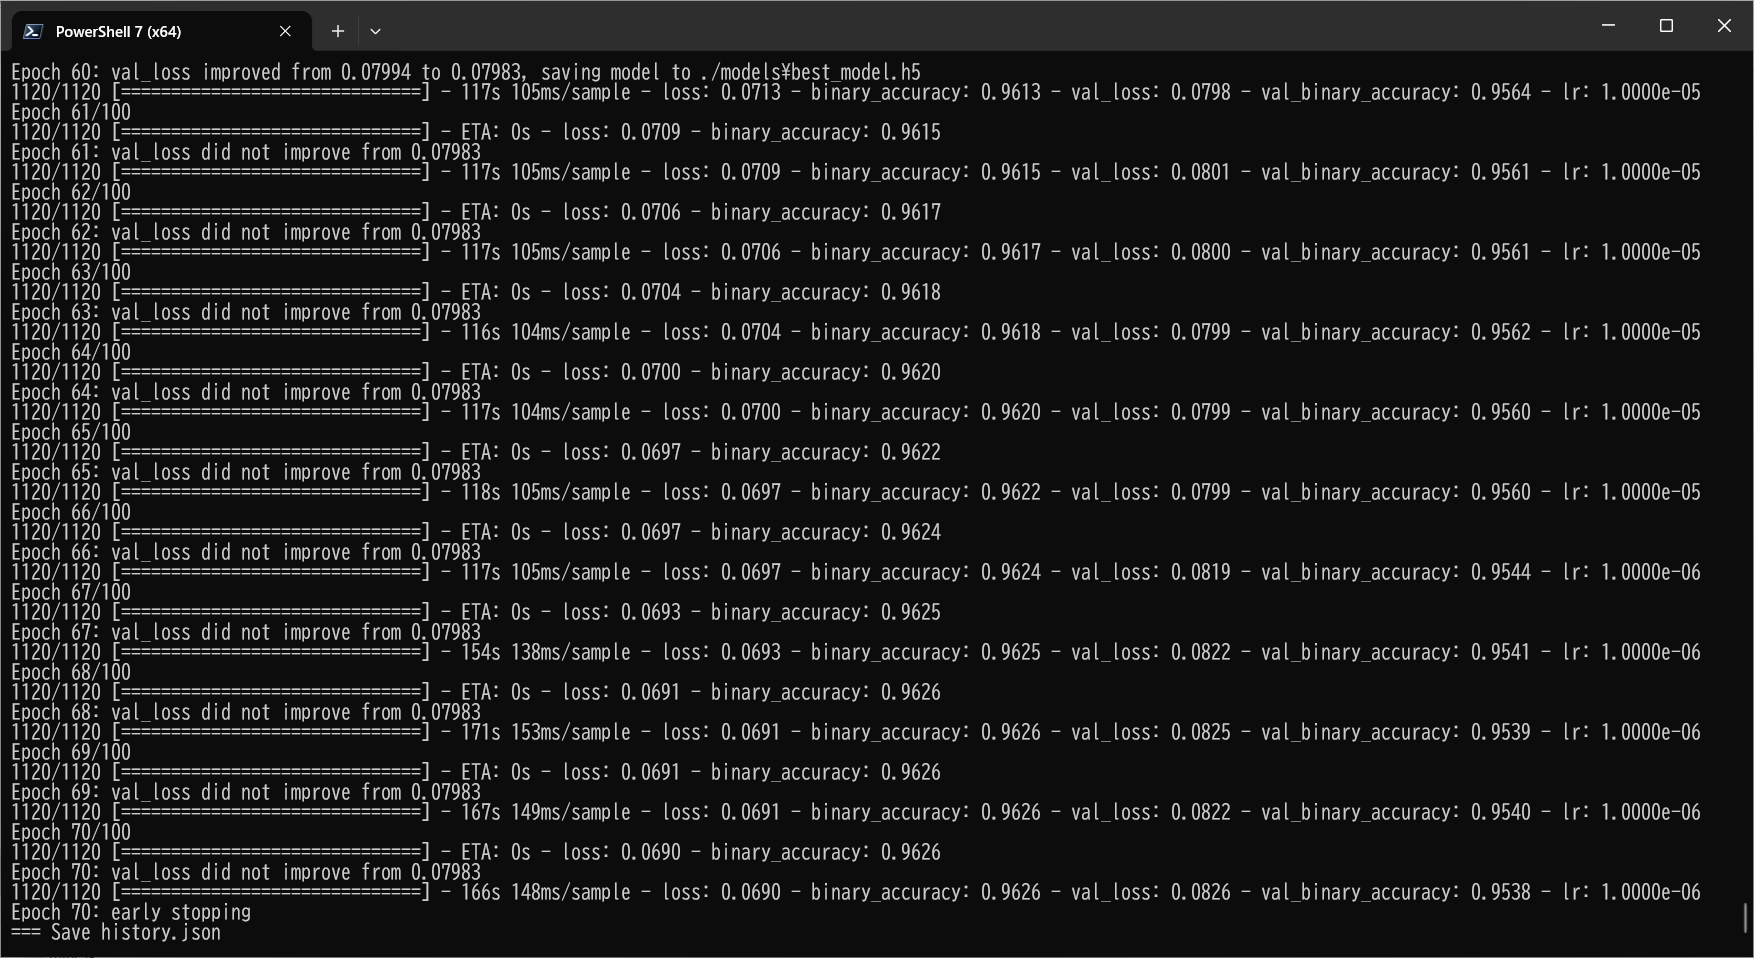 PowerShell 7 (x64)
Epoch 60: val_loss improved from 0.07994 to 0.07983, saving model to ./models¥best_model.h5
1120/1120 [==============================] - 117s 105ms/sample - loss: 0.0713 - binary_accuracy: 0.9613 - val_loss: 0.0798 - val_binary_accuracy: 0.9564 - lr: 1.0000e-05
Epoch 61/100
1120/1120 [==============================] - ETA: 0s - loss: 0.0709 - binary_accuracy: 0.9615
Epoch 61: val_loss did not improve from 0.07983
1120/1120 [==============================] - 117s 105ms/sample - loss: 0.0709 - binary_accuracy: 0.9615 - val_loss: 0.0801 - val_binary_accuracy: 0.9561 - lr: 1.0000e-05
Epoch 62/100
1120/1120 [==============================] - ETA: 0s - loss: 0.0706 - binary_accuracy: 0.9617
Epoch 62: val_loss did not improve from 0.07983
1120/1120 [==============================] - 117s 105ms/sample - loss: 0.0706 - binary_accuracy: 0.9617 - val_loss: 0.0800 - val_binary_accuracy: 0.9561 - lr: 1.0000e-05
Epoch 63/100
1120/1120 [==============================] - ETA: 0s - loss: 0.0704 - binary_accuracy: 0.9618
Epoch 63: val_loss did not improve from 0.07983
1120/1120 [==============================] - 116s 104ms/sample - loss: 0.0704 - binary_accuracy: 0.9618 - val_loss: 0.0799 - val_binary_accuracy: 0.9562 - lr: 1.0000e-05
Epoch 64/100
1120/1120 [==============================] - ETA: 0s - loss: 0.0700 - binary_accuracy: 0.9620
Epoch 64: val_loss did not improve from 0.07983
1120/1120 [==============================] - 117s 104ms/sample - loss: 0.0700 - binary_accuracy: 0.9620 - val_loss: 0.0799 - val_binary_accuracy: 0.9560 - lr: 1.0000e-05
Epoch 65/100
1120/1120 [==============================] - ETA: 0s - loss: 0.0697 - binary_accuracy: 0.9622
Epoch 65: val_loss did not improve from 0.07983
1120/1120 [==============================] - 118s 105ms/sample - loss: 0.0697 - binary_accuracy: 0.9622 - val_loss: 0.0799 - val_binary_accuracy: 0.9560 - lr: 1.0000e-05
Epoch 66/100
1120/1120 [==============================] - ETA: 0s - loss: 0.0697 - binary_accuracy: 0.9624
Epoch 66: val_loss did not improve from 0.07983
1120/1120 [==============================] - 117s 105ms/sample - loss: 0.0697 - binary_accuracy: 0.9624 - val_loss: 0.0819 - val_binary_accuracy: 0.9544 - lr: 1.0000e-06
Epoch 67/100
1120/1120 [==============================] - ETA: 0s - loss: 0.0693 - binary_accuracy: 0.9625
Epoch 67: val_loss did not improve from 0.07983
1120/1120 [==============================] - 154s 138ms/sample - loss: 0.0693 - binary_accuracy: 0.9625 - val_loss: 0.0822 - val_binary_accuracy: 0.9541 - lr: 1.0000e-06
Epoch 68/100
1120/1120 [==============================] - ETA: 0s - loss: 0.0691 - binary_accuracy: 0.9626
Epoch 68: val_loss did not improve from 0.07983
1120/1120 [==============================] - 171s 153ms/sample - loss: 0.0691 - binary_accuracy: 0.9626 - val_loss: 0.0825 - val_binary_accuracy: 0.9539 - lr: 1.0000e-06
Epoch 69/100
1120/1120 [==============================] - ETA: 0s - loss: 0.0691 - binary_accuracy: 0.9626
Epoch 69: val_loss did not improve from 0.07983
1120/1120 [==============================] - 167s 149ms/sample - loss: 0.0691 - binary_accuracy: 0.9626 - val_loss: 0.0822 - val_binary_accuracy: 0.9540 - lr: 1.0000e-06
Epoch 70/100
1120/1120 [==============================] - ETA: 0s - loss: 0.0690 - binary_accuracy: 0.9626
Epoch 70: val_loss did not improve from 0.07983
1120/1120 [==============================] - 166s 148ms/sample - loss: 0.0690 - binary_accuracy: 0.9626 - val_loss: 0.0826 - val_binary_accuracy: 0.9538 - lr: 1.0000e-06
Epoch 70: early stopping
=== Save history.json